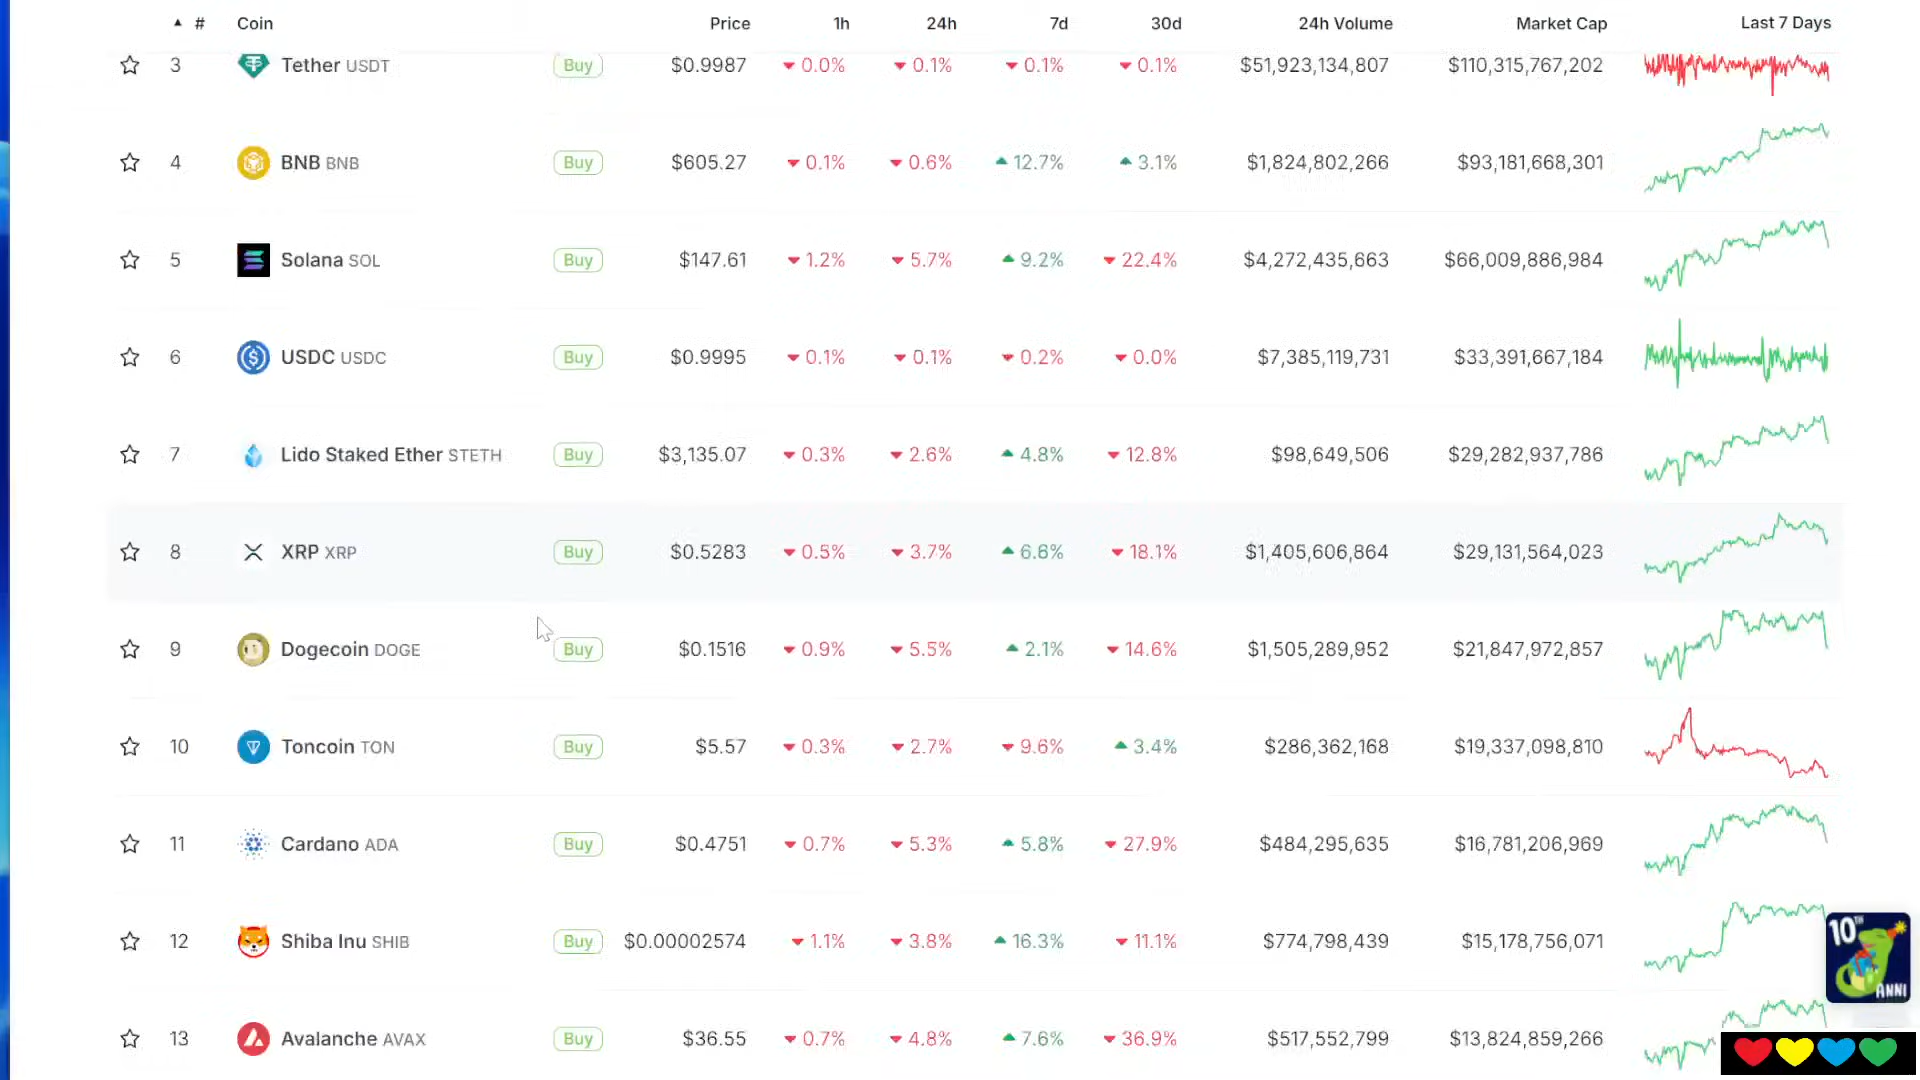 # Coin Price 1h 24h 7d 30d 24h Volume Market Cap Last 7 Days
3 Tether USDT Buy $0.9987 0.0% 0.1% 0.1% 0.1% $51,923,134,807 $110,315,767,202
4 BNB BNB Buy $605.27 0.1% 0.6% 12.7% 3.1% $1,824,802,266 $93,181,668,301
5 Solana SOL Buy $147.61 1.2% 5.7% 9.2% 22.4% $4,272,435,663 $66,009,886,984
6 USDC USDC Buy $0.9995 0.1% 0.1% 0.2% 0.0% $7,385,119,731 $33,391,667,184
7 Lido Staked Ether STETH Buy $3,135.07 0.3% 2.6% 4.8% 12.8% $98,649,506 $29,282,937,786
8 XRP XRP Buy $0.5283 0.5% 3.7% 6.6% 18.1% $1,405,606,864 $29,131,564,023
9 Dogecoin DOGE Buy $0.1516 0.9% 5.5% 2.1% 14.6% $1,505,289,952 $21,847,972,857
10 Toncoin TON Buy $5.57 0.3% 2.7% 9.6% 3.4% $286,362,168 $19,337,098,810
11 Cardano ADA Buy $0.4751 0.7% 5.3% 5.8% 27.9% $484,295,635 $16,781,206,969
12 Shiba Inu SHIB Buy $0.00002574 1.1% 3.8% 16.3% 11.1% $774,798,439 $15,178,756,071
10TH
ANNI
13 Avalanche AVAX Buy $36.55 0.7% 4.8% 7.6% 36.9% $517,552,799 $13,824,859,266